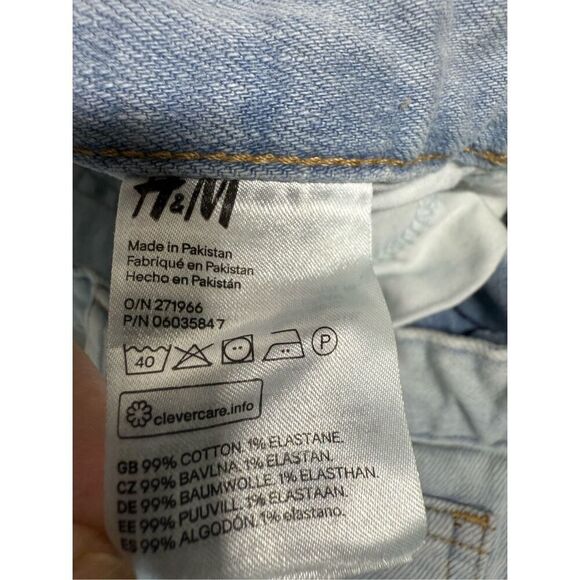 H&M
Made in Pakistan
Fabriqué en Pakistan
Hecho en Pakistán
O/N 271966
P/N 06035847
40 P
clevercare.info
GB 99% COTTON. 1% ELASTANE.
CZ 99% BAVLNA. 1% ELASTAN.
DE 99% BAUMWOLLE. 1% ELASTHAN.
EE 99% PUUVILL. 1% ELASTAAN.
ES 99% ALGODÓN. 1% elastano.